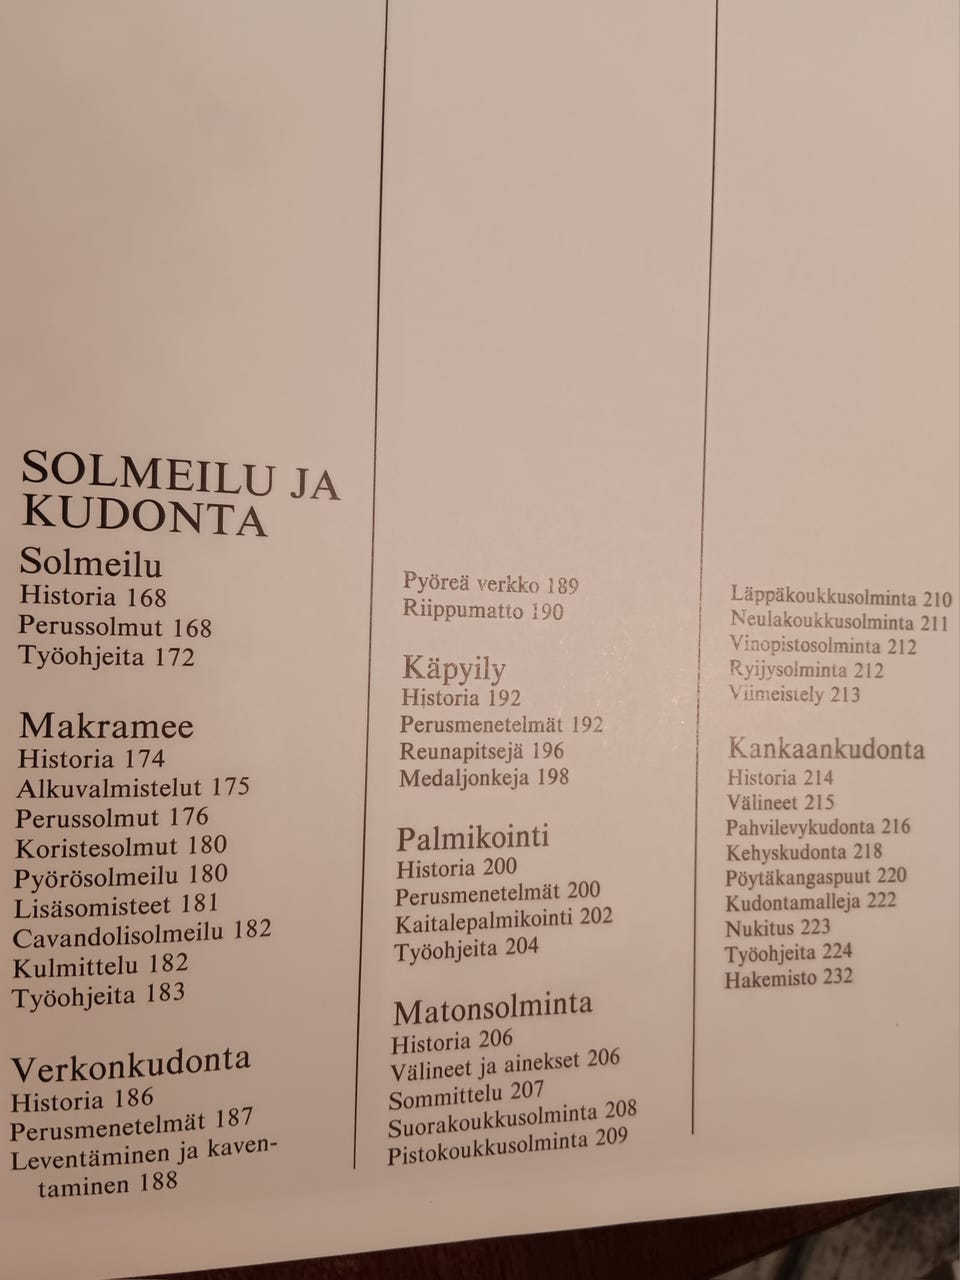 SOLMEILU JA
KUDONTA
Solmeilu
Historia 168
Perussolmut 168
Työohjeita 172
Makramee
Historia 174
Alkuvalmistelut 175
Perussolmut 176
Koristesolmut 180
Pyörösolmeilu 180
Lisäsomisteet 181
Cavandolisolmeilu 182
Kulmittelu 182
Työohjeita 183
Verkonkudonta
Historia 186
Perusmenetelmät 187
Leventäminen ja kaven-
taminen 188
Pyöreä verkko 189
Riippumatto 190
Käpyily
Historia 192
Perusmenetelmät 192
Reunapitsejä 196
Medaljonkeja 198
Palmikointi
Historia 200
Perusmenetelmät 200
Kaitalepalmikointi 202
Työohjeita 204
Matonsolminta
Historia 206
Välineet ja ainekset 206
Sommittelu 207
Suorakoukkusolminta 208
Pistokoukkusolminta 209
Läppäkoukkusolminta 210
Neulakoukkusolminta 211
Vinopistosolminta 212
Ryijysolminta 212
Viimeistely 213
Kankaankudonta
Historia 214
Välineet 215
Pahvilevykudonta 216
Kehyskudonta 218
Pöytäkangaspuut 220
Kudontamalleja 222
Nukitus 223
Työohjeita 224
Hakemisto 232